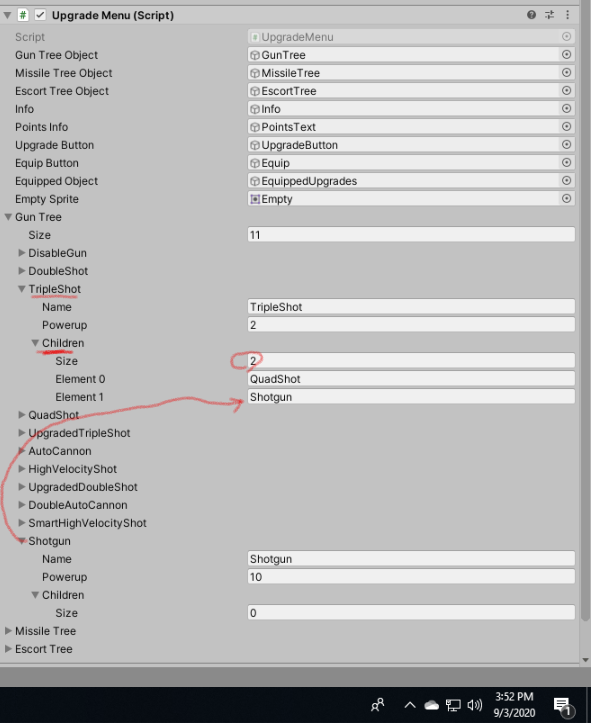 Upgrade Menu (Script)
Script UpgradeMenu
Gun Tree Object GunTree
Missile Tree Object MissileTree
Escort Tree Object EscortTree
Info Info
Points Info PointsText
Upgrade Button UpgradeButton
Equip Button Equip
Equipped Object EquippedUpgrades
Empty Sprite Empty
Gun Tree
Size 11
DisableGun
DoubleShot
TripleShot
Name TripleShot
Powerup 2
Children
Size 2
Element 0 QuadShot
Element 1 Shotgun
QuadShot
UpgradedTripleShot
AutoCannon
HighVelocityShot
UpgradedDoubleShot
DoubleAutoCannon
SmartHighVelocityShot
Shotgun
Name Shotgun
Powerup 10
Children
Size 0
Missile Tree
Escort Tree
3:52 PM
9/3/2020
1